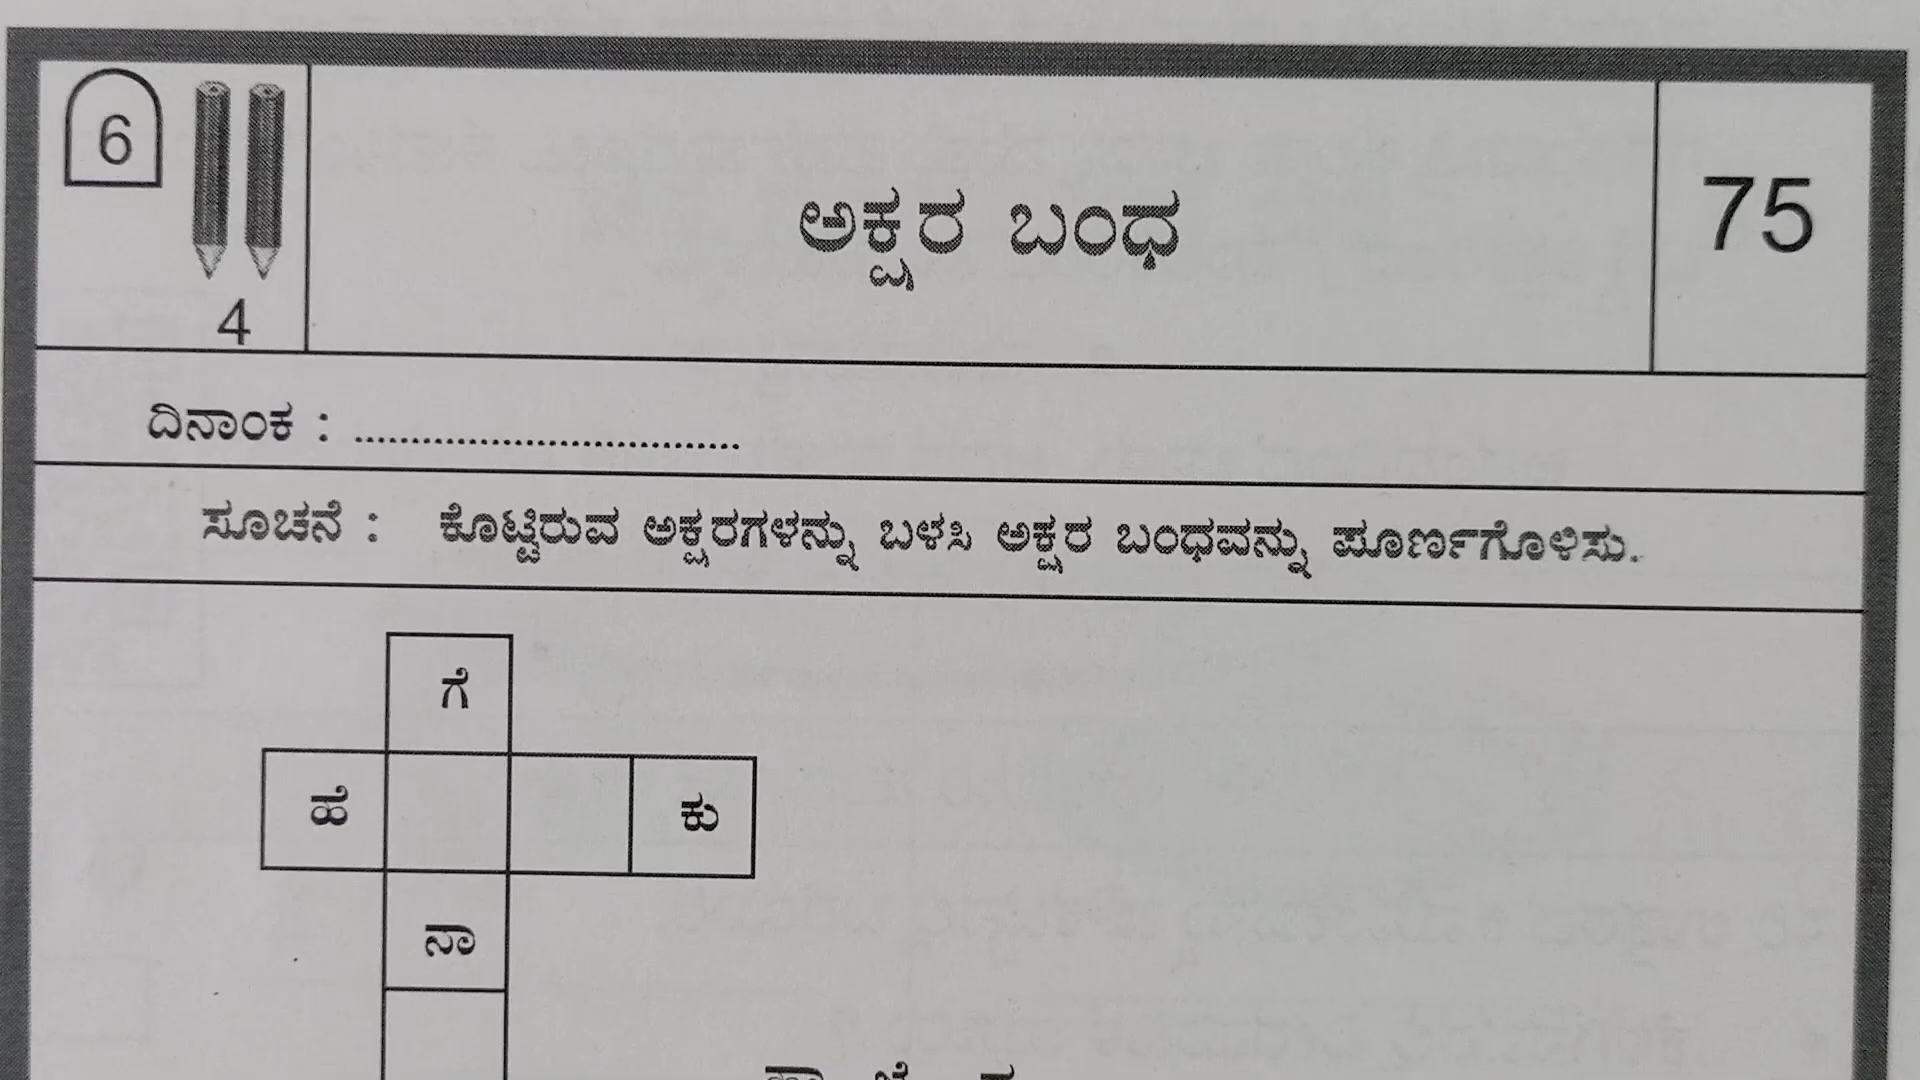 6
4
ಅಕ್ಷರ ಬಂಧ
75
ದಿನಾಂಕ : ..................................
ಸೂಚನೆ : ಕೊಟ್ಟಿರುವ ಅಕ್ಷರಗಳನ್ನು ಬಳಸಿ ಅಕ್ಷರ ಬಂಧವನ್ನು ಪೂರ್ಣಗೊಳಿಸು.
ಗೆ
ಹ ಕು
ನಾ